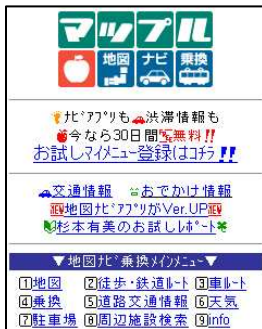 マップル
地図 ナビ 乗換
ﾅﾋﾞｱﾌﾟﾘも渋滞情報も
今なら30日間無料!!
お試しﾏｲﾒﾆｭｰ登録はｺﾁﾗ!!
交通情報 おでかけ情報
NEW地図ﾅﾋﾞｱﾌﾟﾘがVer.UPNEW
杉本有美のお試しﾚﾎﾟｰﾄ
▼地図ﾅﾋﾞ乗換ﾒｲﾝﾒﾆｭｰ▼
1地図 2徒歩・鉄道ﾙｰﾄ 3車ﾙｰﾄ
4乗換 5道路交通情報 6天気
7駐車場 8周辺施設検索 9info